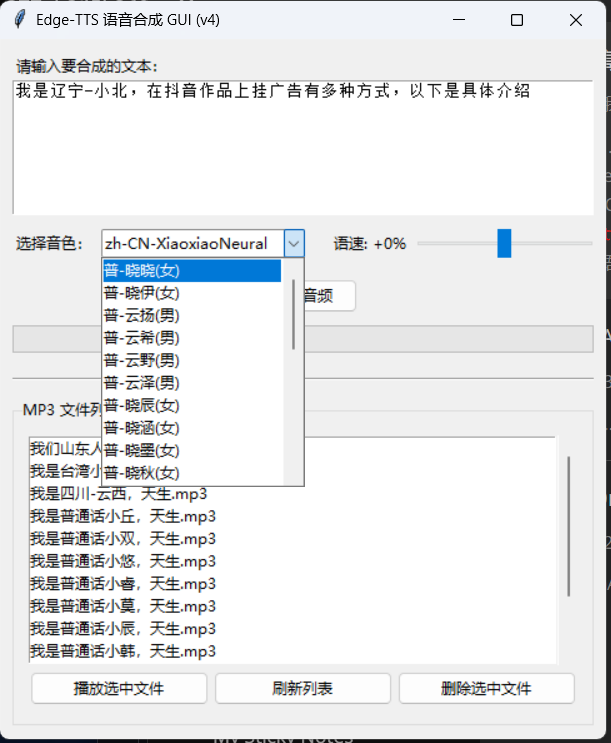 Edge-TTS 语音合成 GUI (v4)
请输入要合成的文本:
我是辽宁-小北，在抖音作品上挂广告有多种方式，以下是具体介绍
选择音色: zh-CN-XiaoxiaoNeural 语速: +0%
普-晓晓(女)
普-晓伊(女)
音频
普-云扬(男)
普-云希(男)
普-云野(男)
普-云泽(男)
普-晓辰(女)
MP3 文件列
普-晓涵(女)
普-晓墨(女)
普-晓秋(女)
我们山东人
我是台湾小
我是四川-云西，天生.mp3
我是普通话小丘，天生.mp3
我是普通话小双，天生.mp3
我是普通话小悠，天生.mp3
我是普通话小睿，天生.mp3
我是普通话小莫，天生.mp3
我是普通话小辰，天生.mp3
我是普通话小韩，天生.mp3
播放选中文件 刷新列表 删除选中文件
My Sticky Notes